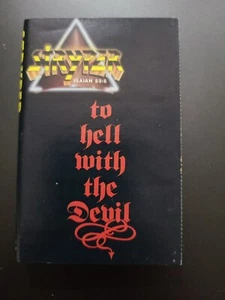 Stryper
ISAIAH 53:5
to
hell
with
the
Devil